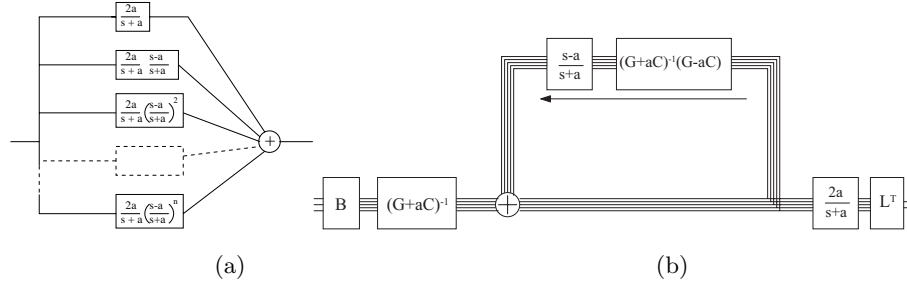 2a
s + a
2a s-a
s + a s+a
2a (s-a)²
s + a (s+a)
2a (s-a)ⁿ
s + a (s+a)
+
(a)
s-a
s+a
(G+aC)⁻¹(G-aC)
B
(G+aC)⁻¹
+
2a
s+a
Lᵀ
(b)